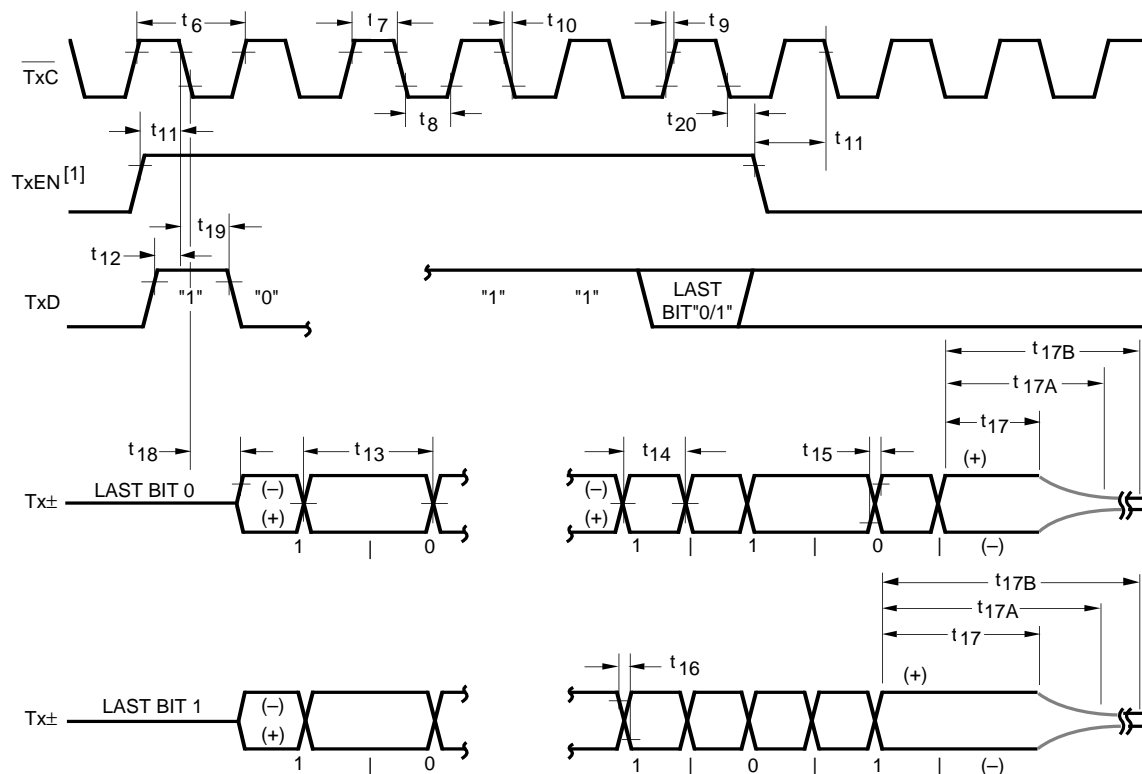 t6 t7 t10 t9
TxC
t8 t20 t11
t11
TxEN[1]
t19
t12
TxD "1" "0" "1" "1" LAST
BIT"0/1"
t17B
t17A
t17
t18 t13 t14 t15 (+)
Tx± LAST BIT 0 (–) (–)
(+) (+)
1 | 0 1 | 1 | 0 | (–)
t17B
t17A
t17
t16
(+)
Tx± LAST BIT 1 (–)
(+)
1 | 0 1 | 0 | 1 | (–)